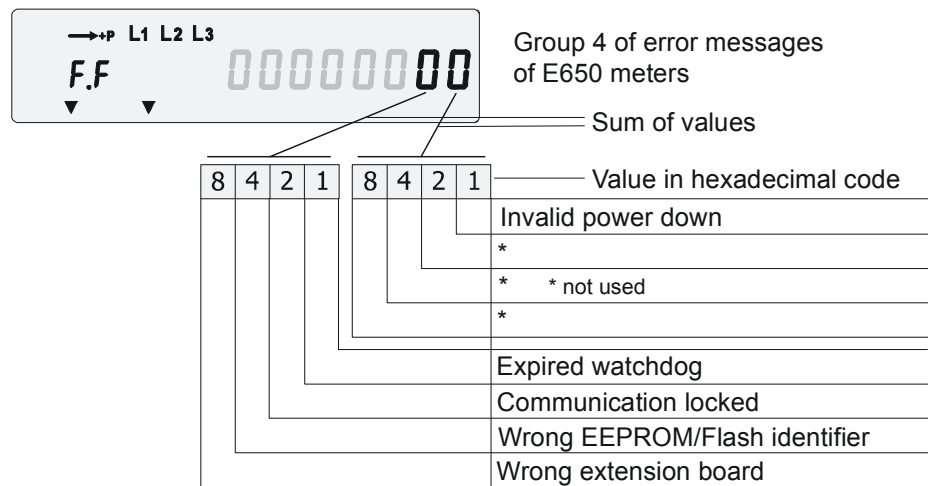 +P L1 L2 L3
F.F 00000000
Group 4 of error messages
of E650 meters
Sum of values
8 4 2 1 8 4 2 1
Value in hexadecimal code
Invalid power down
*
* * not used
*
Expired watchdog
Communication locked
Wrong EEPROM/Flash identifier
Wrong extension board